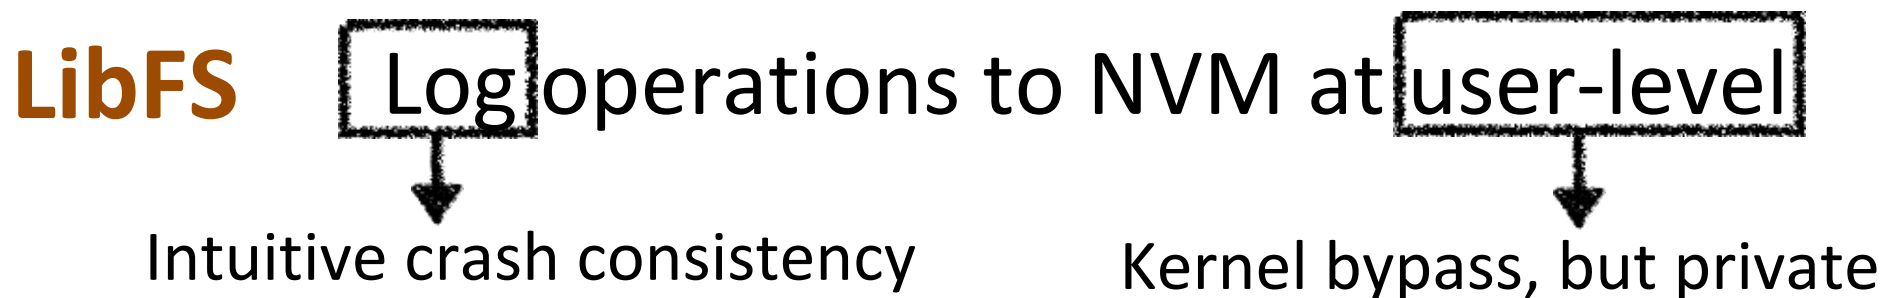 LibFS Log operations to NVM at user-level
Intuitive crash consistency
Kernel bypass, but private